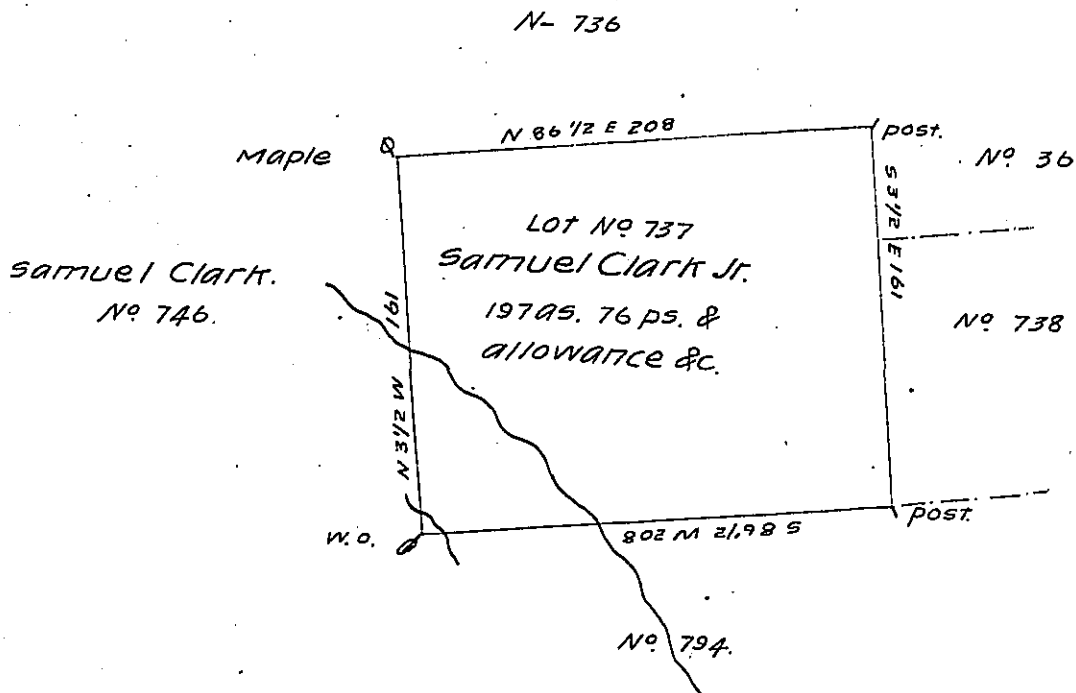 N- 736
N 86 1/2 E 208
Maple
post.
Nº 36
S 3 1/2 E 161
Lot Nº 737
Samuel Clark Jr.
197 as. 76 ps. &
allowance &c.
Samuel Clark.
Nº 746.
Nº 738
N 3 1/2 W 161
W.O.
S 86 1/2 W 208
post.
Nº 794.